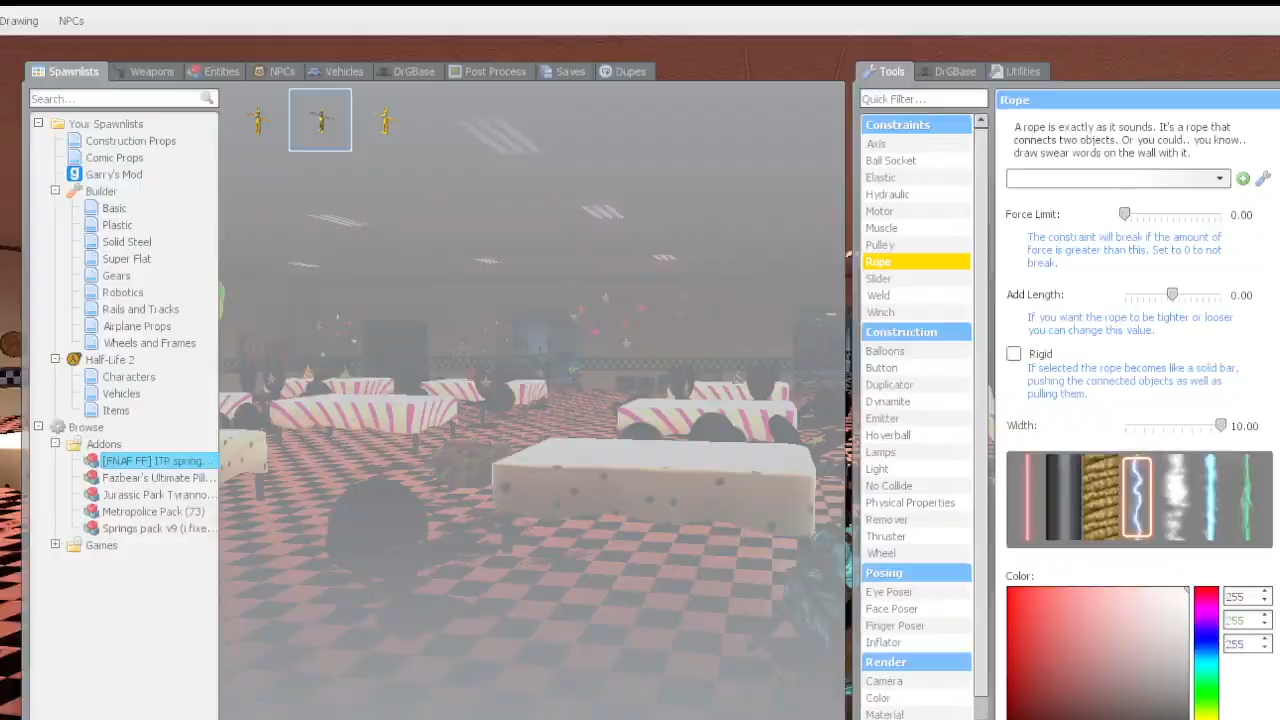 Drawing NPCs
Spawnlists Weapons Entities NPCs Vehicles DrGBase Post Process Saves Dupes
Search...
Your Spawnlists
Construction Props
Comic Props
Garry's Mod
Builder
Basic
Plastic
Solid Steel
Super Flat
Gears
Robotics
Rails and Tracks
Airplane Props
Wheels and Frames
Half-Life 2
Characters
Vehicles
Items
Browse
Addons
[FNAF FF] ITP spring...
Fazbear's Ultimate Pill...
Jurassic Park Tyranno...
Metropolice Pack (73)
Springs pack v9 (i fixe...
Games
Tools DrGBase Utilities
Quick Filter...
Constraints
Axis
Ball Socket
Elastic
Hydraulic
Motor
Muscle
Pulley
Rope
Slider
Weld
Winch
Construction
Balloons
Button
Duplicator
Dynamite
Emitter
Hoverball
Lamps
Light
No Collide
Physical Properties
Remover
Thruster
Wheel
Posing
Eye Poser
Face Poser
Finger Poser
Inflator
Render
Camera
Color
Material
Rope
A rope is exactly as it sounds. It's a rope that
connects two objects. Or you could.. you know..
draw swear words on the wall with it.
Force Limit: 0.00
The constraint will break if the amount of
force is greater than this. Set to 0 to not
break.
Add Length: 0.00
If you want the rope to be tighter or looser
you can change this value.
Rigid
If selected the rope becomes like a solid bar,
pushing the connected objects as well as
pulling them.
Width: 10.00
Color:
255
255
255